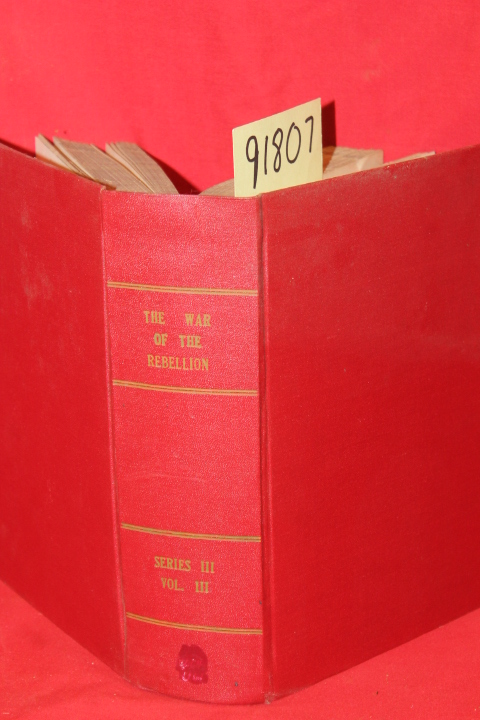 91807
THE WAR
OF THE
REBELLION
SERIES III
VOL. III